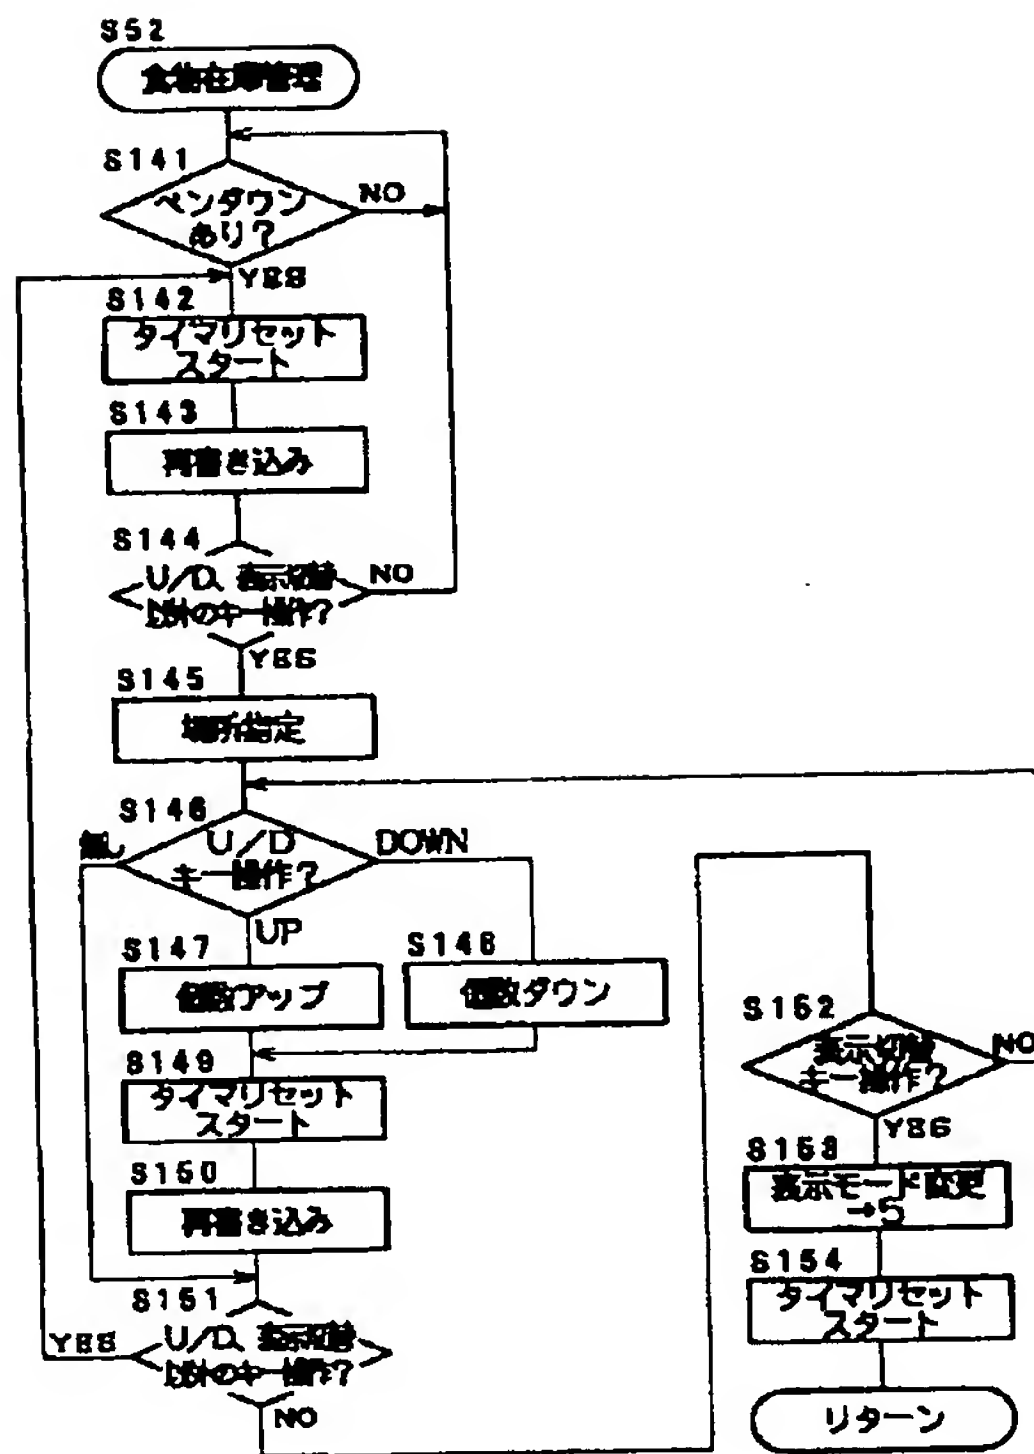 S52
食物在庫管理
S141
ペンダウン
あり?
NO
YES
S142
タイマリセット
スタート
S143
再書き込み
S144
U/D、表示切替
以外のキー操作?
NO
YES
S145
場所指定
S146
U/D
キー操作?
無し
DOWN
UP
S147
個数アップ
S148
個数ダウン
S149
タイマリセット
スタート
S150
再書き込み
S151
U/D、表示切替
以外のキー操作?
YES
NO
S152
表示切替
キー操作?
NO
YES
S153
表示モード変更
→5
S154
タイマリセット
スタート
リターン